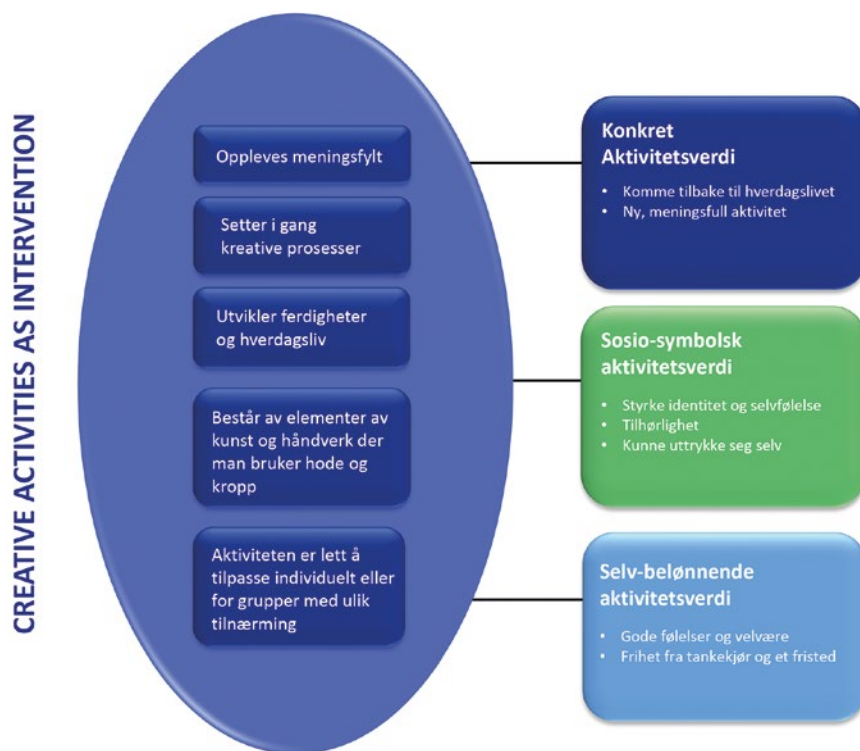 CREATIVE ACTIVITIES AS INTERVENTION
Oppleves meningsfylt
Setter i gang
kreative prosesser
Utvikler ferdigheter
og hverdagsliv
Består av elementer av
kunst og håndverk der
man bruker hode og
kropp
Aktiviteten er lett å
tilpasse individuelt eller
for grupper med ulik
tilnærming
Konkret
Aktivitetsverdi
• Komme tilbake til hverdagslivet
• Ny, meningsfull aktivitet
Sosio-symbolsk
aktivitetsverdi
• Styrke identitet og selvfølelse
• Tilhørlighet
• Kunne uttrykke seg selv
Selv-belønnende
aktivitetsverdi
• Gode følelser og velvære
• Frihet fra tankekjør og et fristed